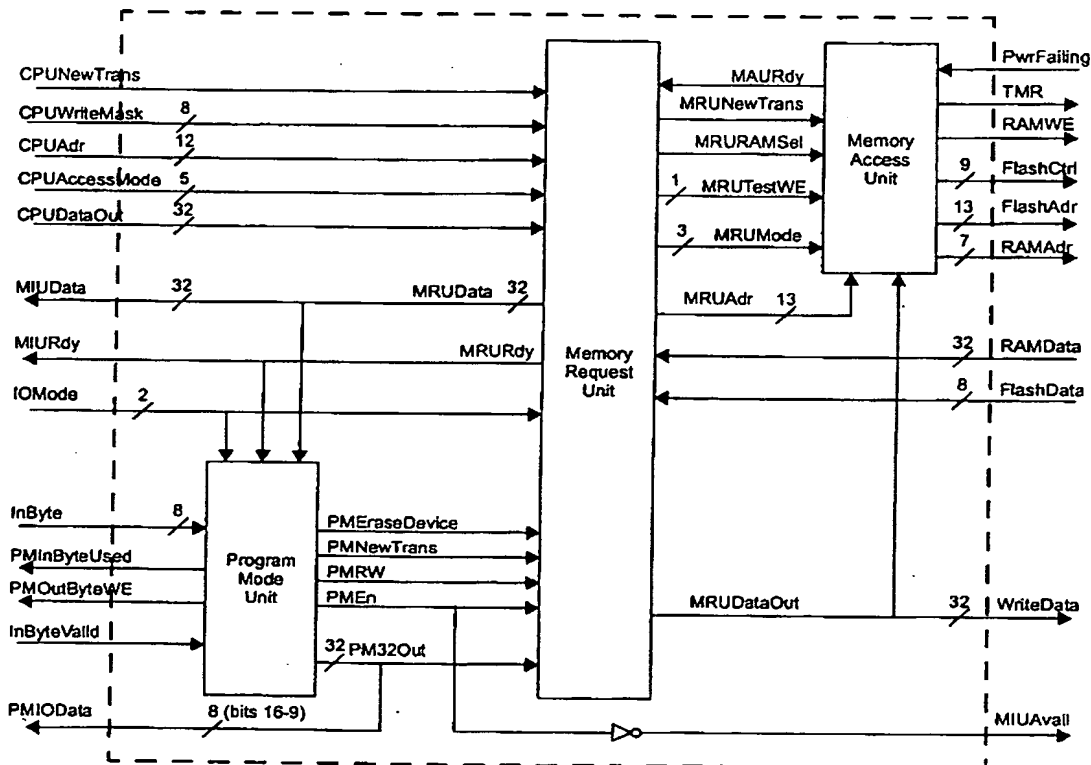 CPUNewTrans
CPUWriteMask 8
CPUAdr 12
CPUAccessMode 5
CPUDataOut 32
MIUData 32
MIURdy
IOMode 2
MRUData 32
MRURdy
Memory
Request
Unit
MAURdy
MRUNewTrans
MRURAMSel
1 MRUTestWE
3 MRUMode
MRUAdr 13
Memory
Access
Unit
PwrFailing
TMR
RAMWE
9 FlashCtrl
13 FlashAdr
7 RAMAdr
32 RAMData
8 FlashData
InByte 8
PMInByteUsed
PMOutByteWE
InByteValid
PMIOData
8 (bits 16-9)
Program
Mode
Unit
PMEraseDevice
PMNewTrans
PMRW
PMEn
32 PM32Out
MRUDataOut
32 WriteData
MIUAvail